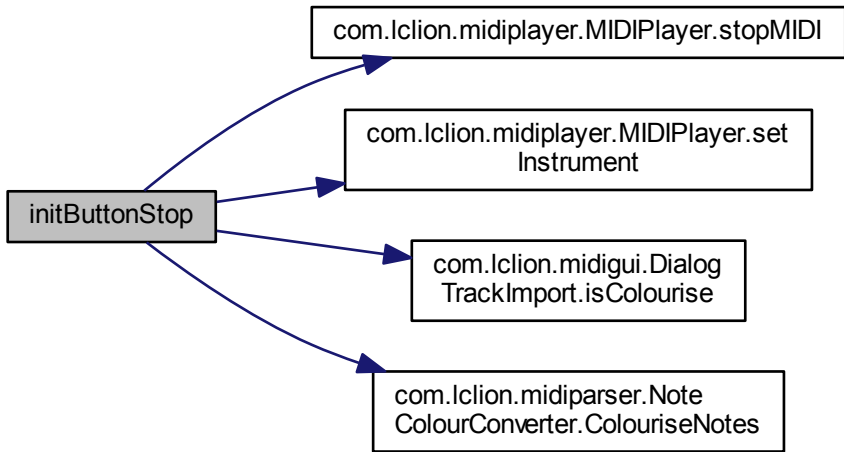 com.lclion.midiplayer.MIDIPlayer.stopMIDI
com.lclion.midiplayer.MIDIPlayer.set
Instrument
initButtonStop
com.lclion.midigui.Dialog
TrackImport.isColourise
com.lclion.midiparser.Note
ColourConverter.ColouriseNotes